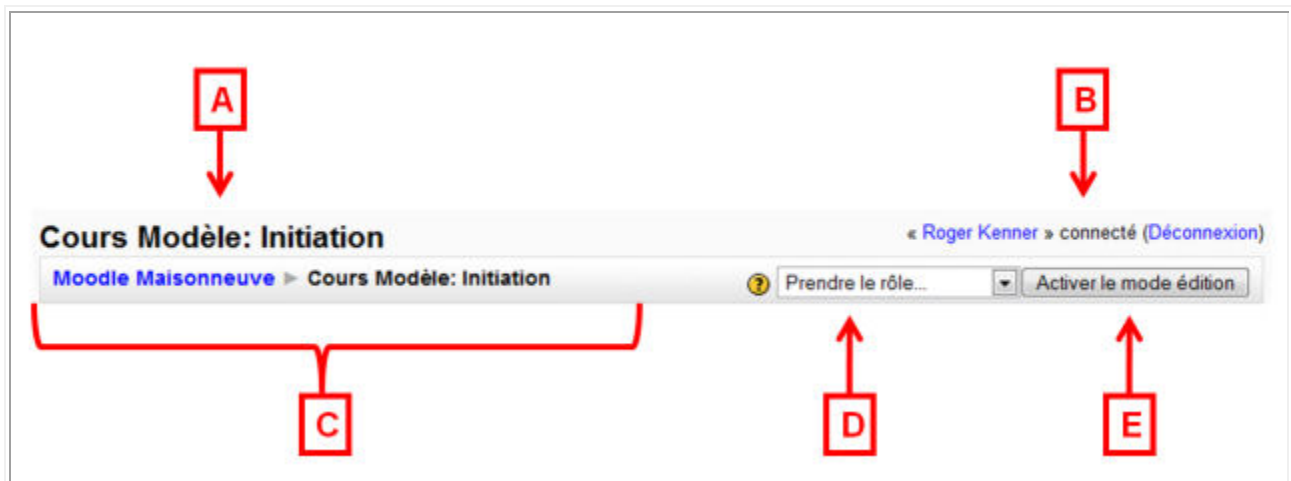 A
B
Cours Modèle: Initiation
« Roger Kenner » connecté (Déconnexion)
Moodle Maisonneuve ► Cours Modèle: Initiation
? Prendre le rôle... Activer le mode édition
C
D
E